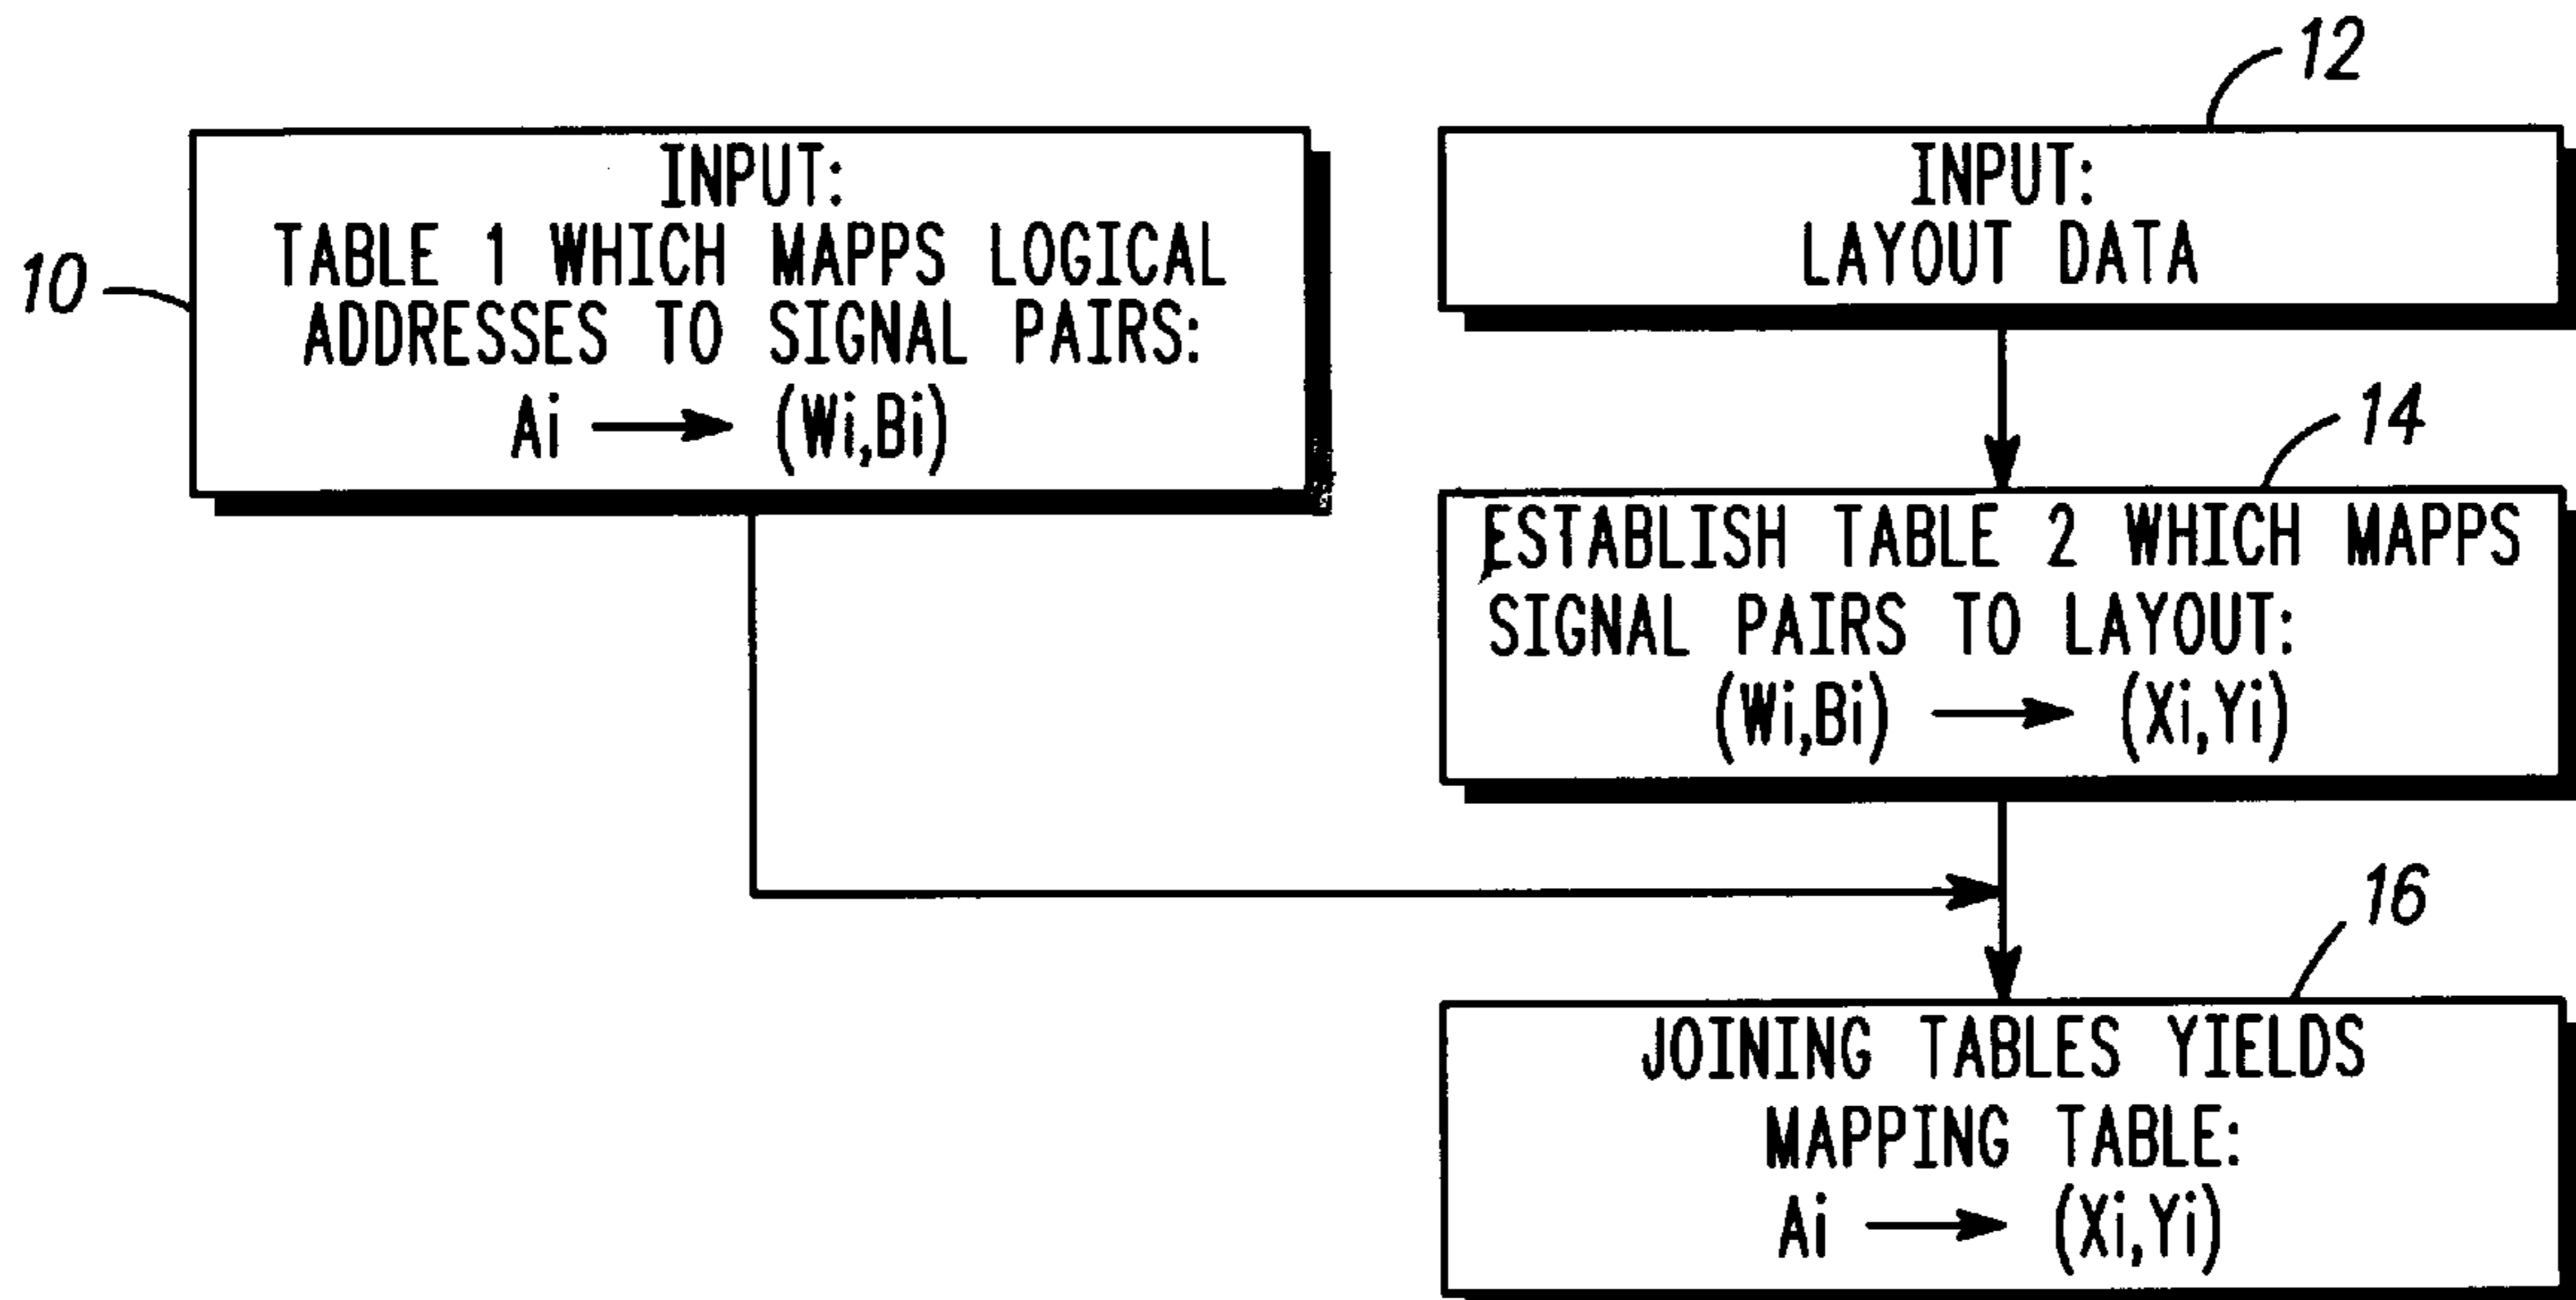 10
INPUT:
TABLE 1 WHICH MAPPS LOGICAL
ADDRESSES TO SIGNAL PAIRS:
Ai → (Wi,Bi)
12
INPUT:
LAYOUT DATA
14
ESTABLISH TABLE 2 WHICH MAPPS
SIGNAL PAIRS TO LAYOUT:
(Wi,Bi) → (Xi,Yi)
16
JOINING TABLES YIELDS
MAPPING TABLE:
Ai → (Xi,Yi)